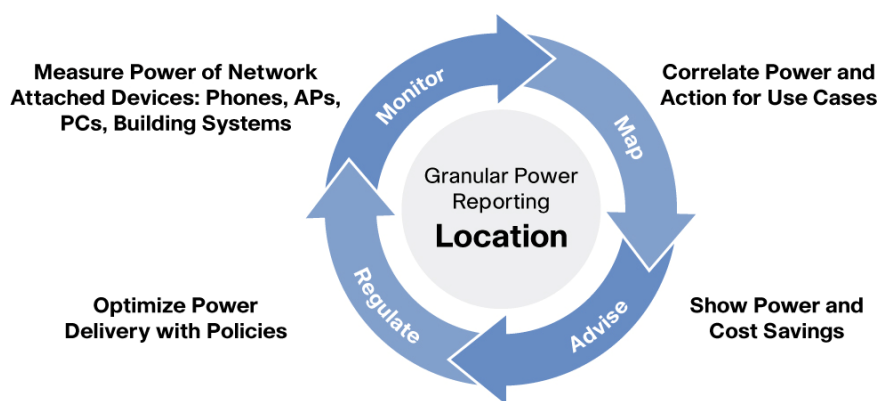 Measure Power of Network
Attached Devices: Phones, APs,
PCs, Building Systems
Monitor
Correlate Power and
Action for Use Cases
Map
Granular Power
Reporting
Location
Optimize Power
Delivery with Policies
Regulate
Advise
Show Power and
Cost Savings